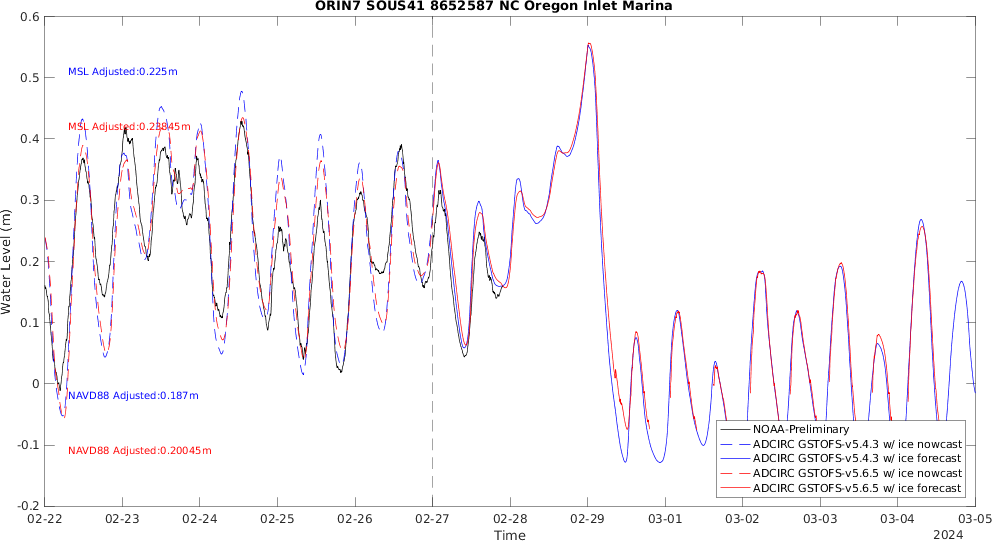 ORIN7 SOUS41 8652587 NC Oregon Inlet Marina
Water Level (m)
0.6
0.5
0.4
0.3
0.2
0.1
0
-0.1
-0.2
MSL Adjusted:0.225m
MSL Adjusted:0.23845m
NAVD88 Adjusted:0.187m
NAVD88 Adjusted:0.20045m
NOAA-Preliminary
ADCIRC GSTOFS-v5.4.3 w/ ice nowcast
ADCIRC GSTOFS-v5.4.3 w/ ice forecast
ADCIRC GSTOFS-v5.6.5 w/ ice nowcast
ADCIRC GSTOFS-v5.6.5 w/ ice forecast
02-22 02-23 02-24 02-25 02-26 02-27 02-28 02-29 03-01 03-02 03-03 03-04 03-05
Time
2024